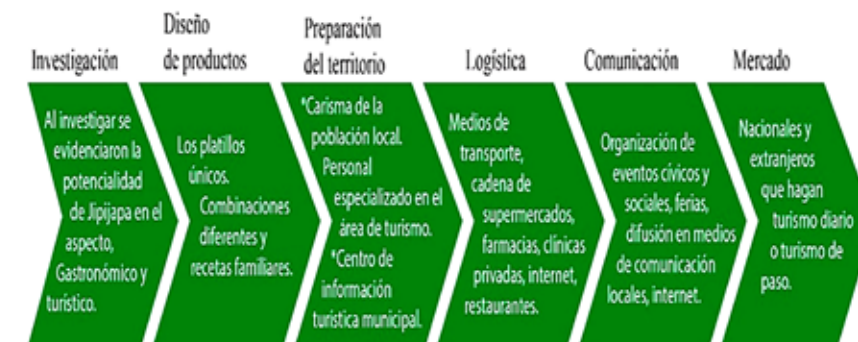 Investigación
Al investigar se
evidenciaron la
potencialidad
de Jipijapa en el
aspecto,
Gastronómico y
turístico.
Diseño
de productos
Los platillos
únicos.
Combinaciones
diferentes y
recetas familiares.
Preparación
del territorio
*Carisma de la
población local.
Personal
especializado en el
área de turismo.
*Centro de
información
turística municipal.
Logística
Medios de
transporte,
cadena de
supermercados,
farmacias, clínicas
privadas, internet,
restaurantes.
Comunicación
Organización de
eventos cívicos y
sociales, ferias,
difusión en medios
de comunicación
locales, internet.
Mercado
Nacionales y
extranjeros
que hagan
turismo diario
o turismo de
paso.